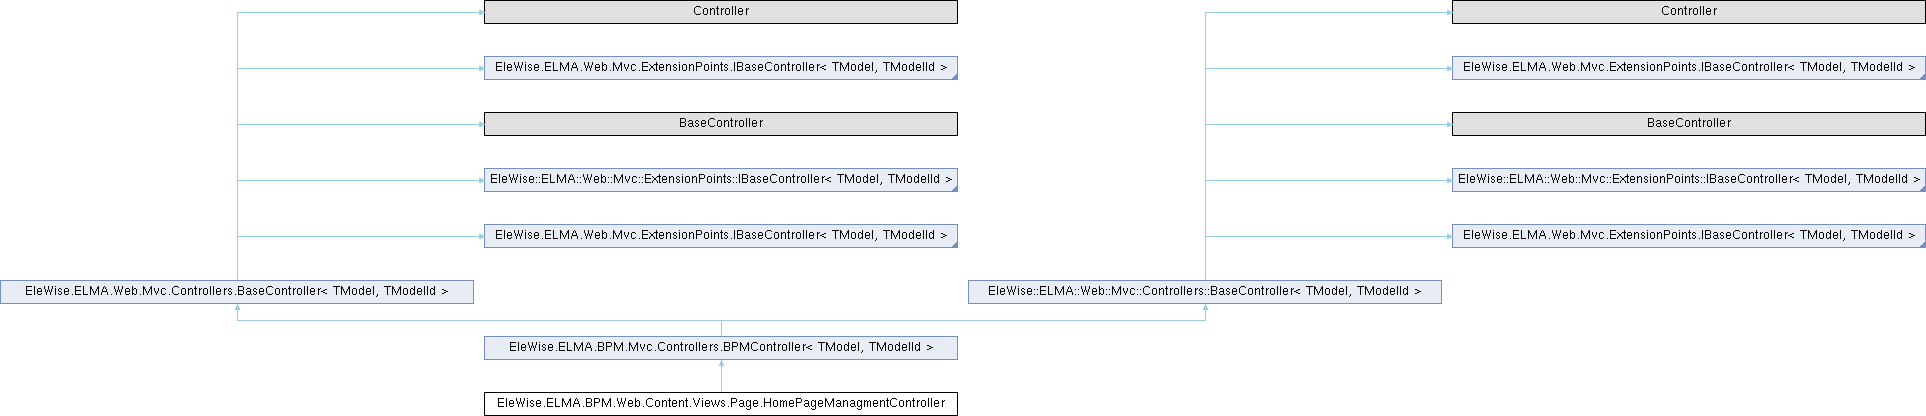 Controller
Controller
EleWise.ELMA.Web.Mvc.ExtensionPoints.IBaseController< TModel, TModelId >
EleWise.ELMA.Web.Mvc.ExtensionPoints.IBaseController< TModel, TModelId >
BaseController
BaseController
EleWise::ELMA::Web::Mvc::ExtensionPoints::IBaseController< TModel, TModelId >
EleWise::ELMA::Web::Mvc::ExtensionPoints::IBaseController< TModel, TModelId >
EleWise.ELMA.Web.Mvc.ExtensionPoints.IBaseController< TModel, TModelId >
EleWise.ELMA.Web.Mvc.ExtensionPoints.IBaseController< TModel, TModelId >
EleWise.ELMA.Web.Mvc.Controllers.BaseController< TModel, TModelId >
EleWise::ELMA::Web::Mvc::Controllers::BaseController< TModel, TModelId >
EleWise.ELMA.BPM.Mvc.Controllers.BPMController< TModel, TModelId >
EleWise.ELMA.BPM.Web.Content.Views.Page.HomePageManagmentController